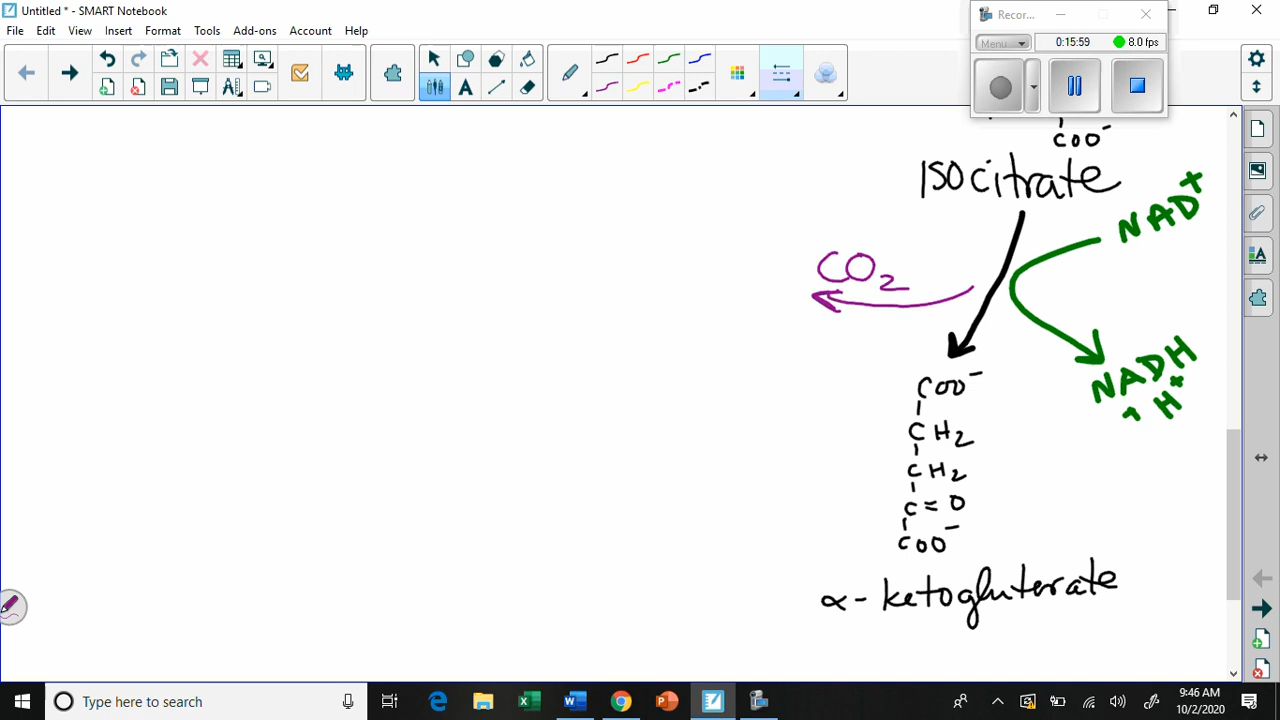 Untitled * - SMART Notebook
Recor...
File Edit View Insert Format Tools Add-ons Account Help
Menu
0:15:59
8.0 fps
COO⁻
Isocitrate
NAD⁺
CO₂
NADH
+ H⁺
COO⁻
CH₂
CH₂
C=O
COO⁻
α-ketogluterate
Type here to search
9:46 AM
10/2/2020